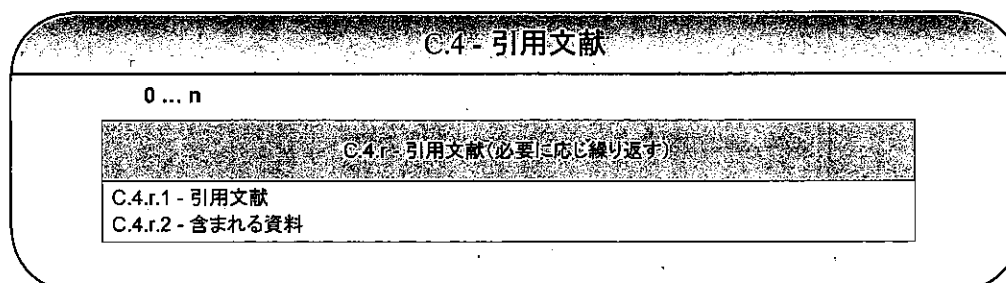 C.4 - 引用文献
0 ... n
C.4.r - 引用文献(必要に応じ繰り返す)
C.4.r.1 - 引用文献
C.4.r.2 - 含まれる資料